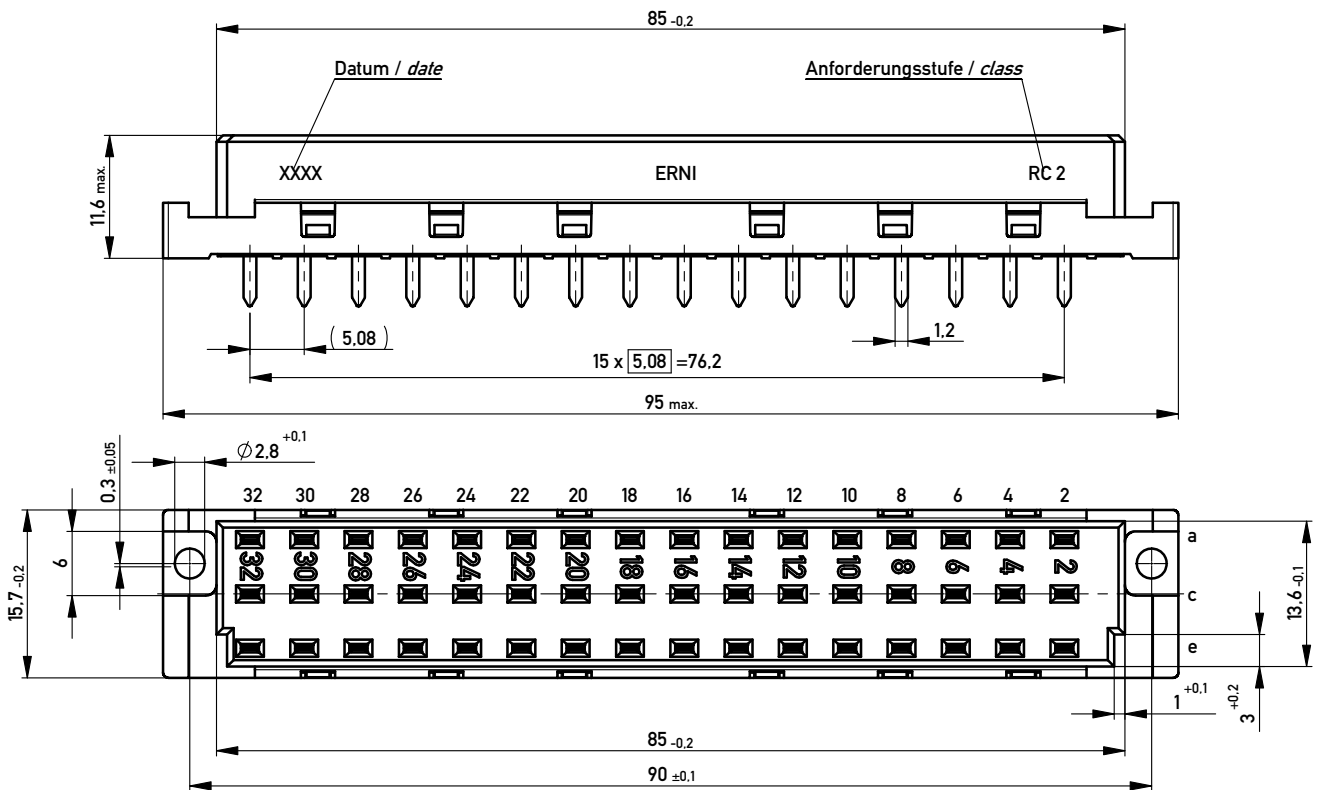 85 -0,2
Datum / date
Anforderungsstufe / class
XXXX
ERNI
RC 2
11,6 max.
( 5,08 )
1,2
15 x 5,08 =76,2
95 max.
⌀2,8 +0,1
0,3 ±0,05
32 30 28 26 24 22 20 18 16 14 12 10 8 6 4 2
a
32 30 28 26 24 22 20 18 16 14 12 10 8 6 4 2
6
15,7 -0,2
c
13,6 -0,1
e
1 +0,1
3 +0,2
85 -0,2
90 ±0,1